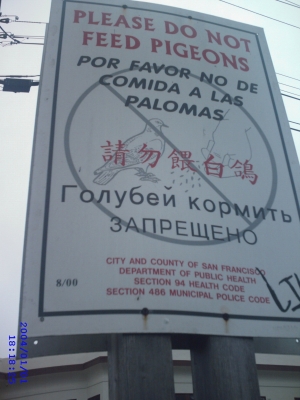 PLEASE DO NOT
FEED PIGEONS
POR FAVOR NO DE
COMIDA A LAS
PALOMAS
請勿餵白鴿
Голубей кормить
ЗАПРЕЩЕНО
CITY AND COUNTY OF SAN FRANCISCO
DEPARTMENT OF PUBLIC HEALTH
SECTION 94 HEALTH CODE
SECTION 486 MUNICIPAL POLICE CODE
8/00